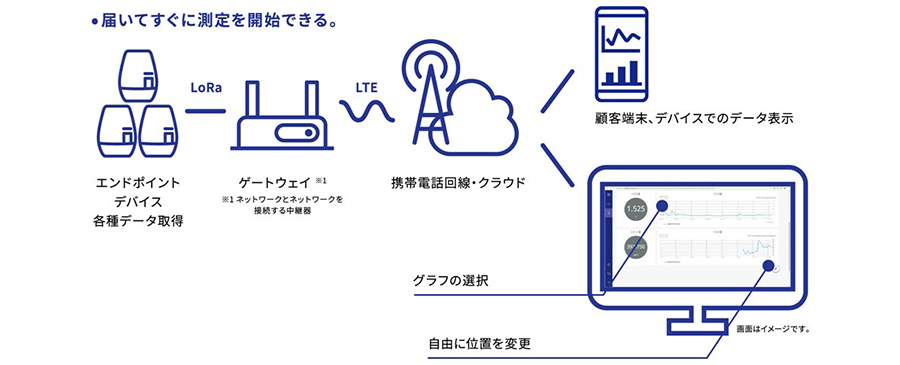 ●届いてすぐに測定を開始できる。
LoRa
LTE
エンドポイント
デバイス
各種データ取得
ゲートウェイ ※1
※1 ネットワークとネットワークを
接続する中継器
携帯電話回線・クラウド
顧客端末、デバイスでのデータ表示
1.525
グラフの選択
自由に位置を変更
画面はイメージです。